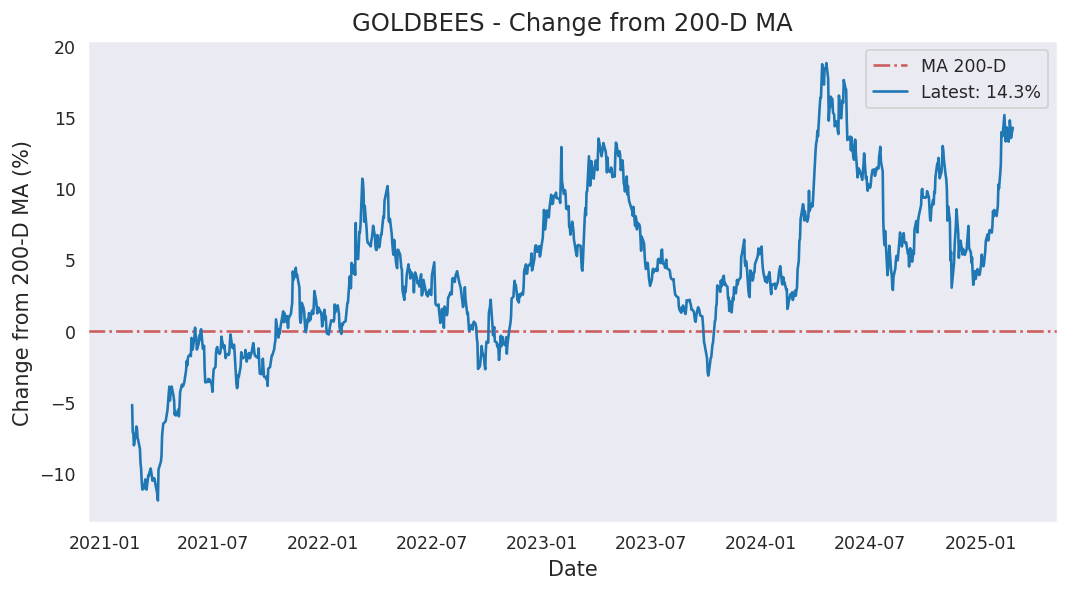 GOLDBEES - Change from 200-D MA
MA 200-D
Latest: 14.3%
Change from 200-D MA (%)
20
15
10
5
0
−5
−10
2021-01 2021-07 2022-01 2022-07 2023-01 2023-07 2024-01 2024-07 2025-01
Date